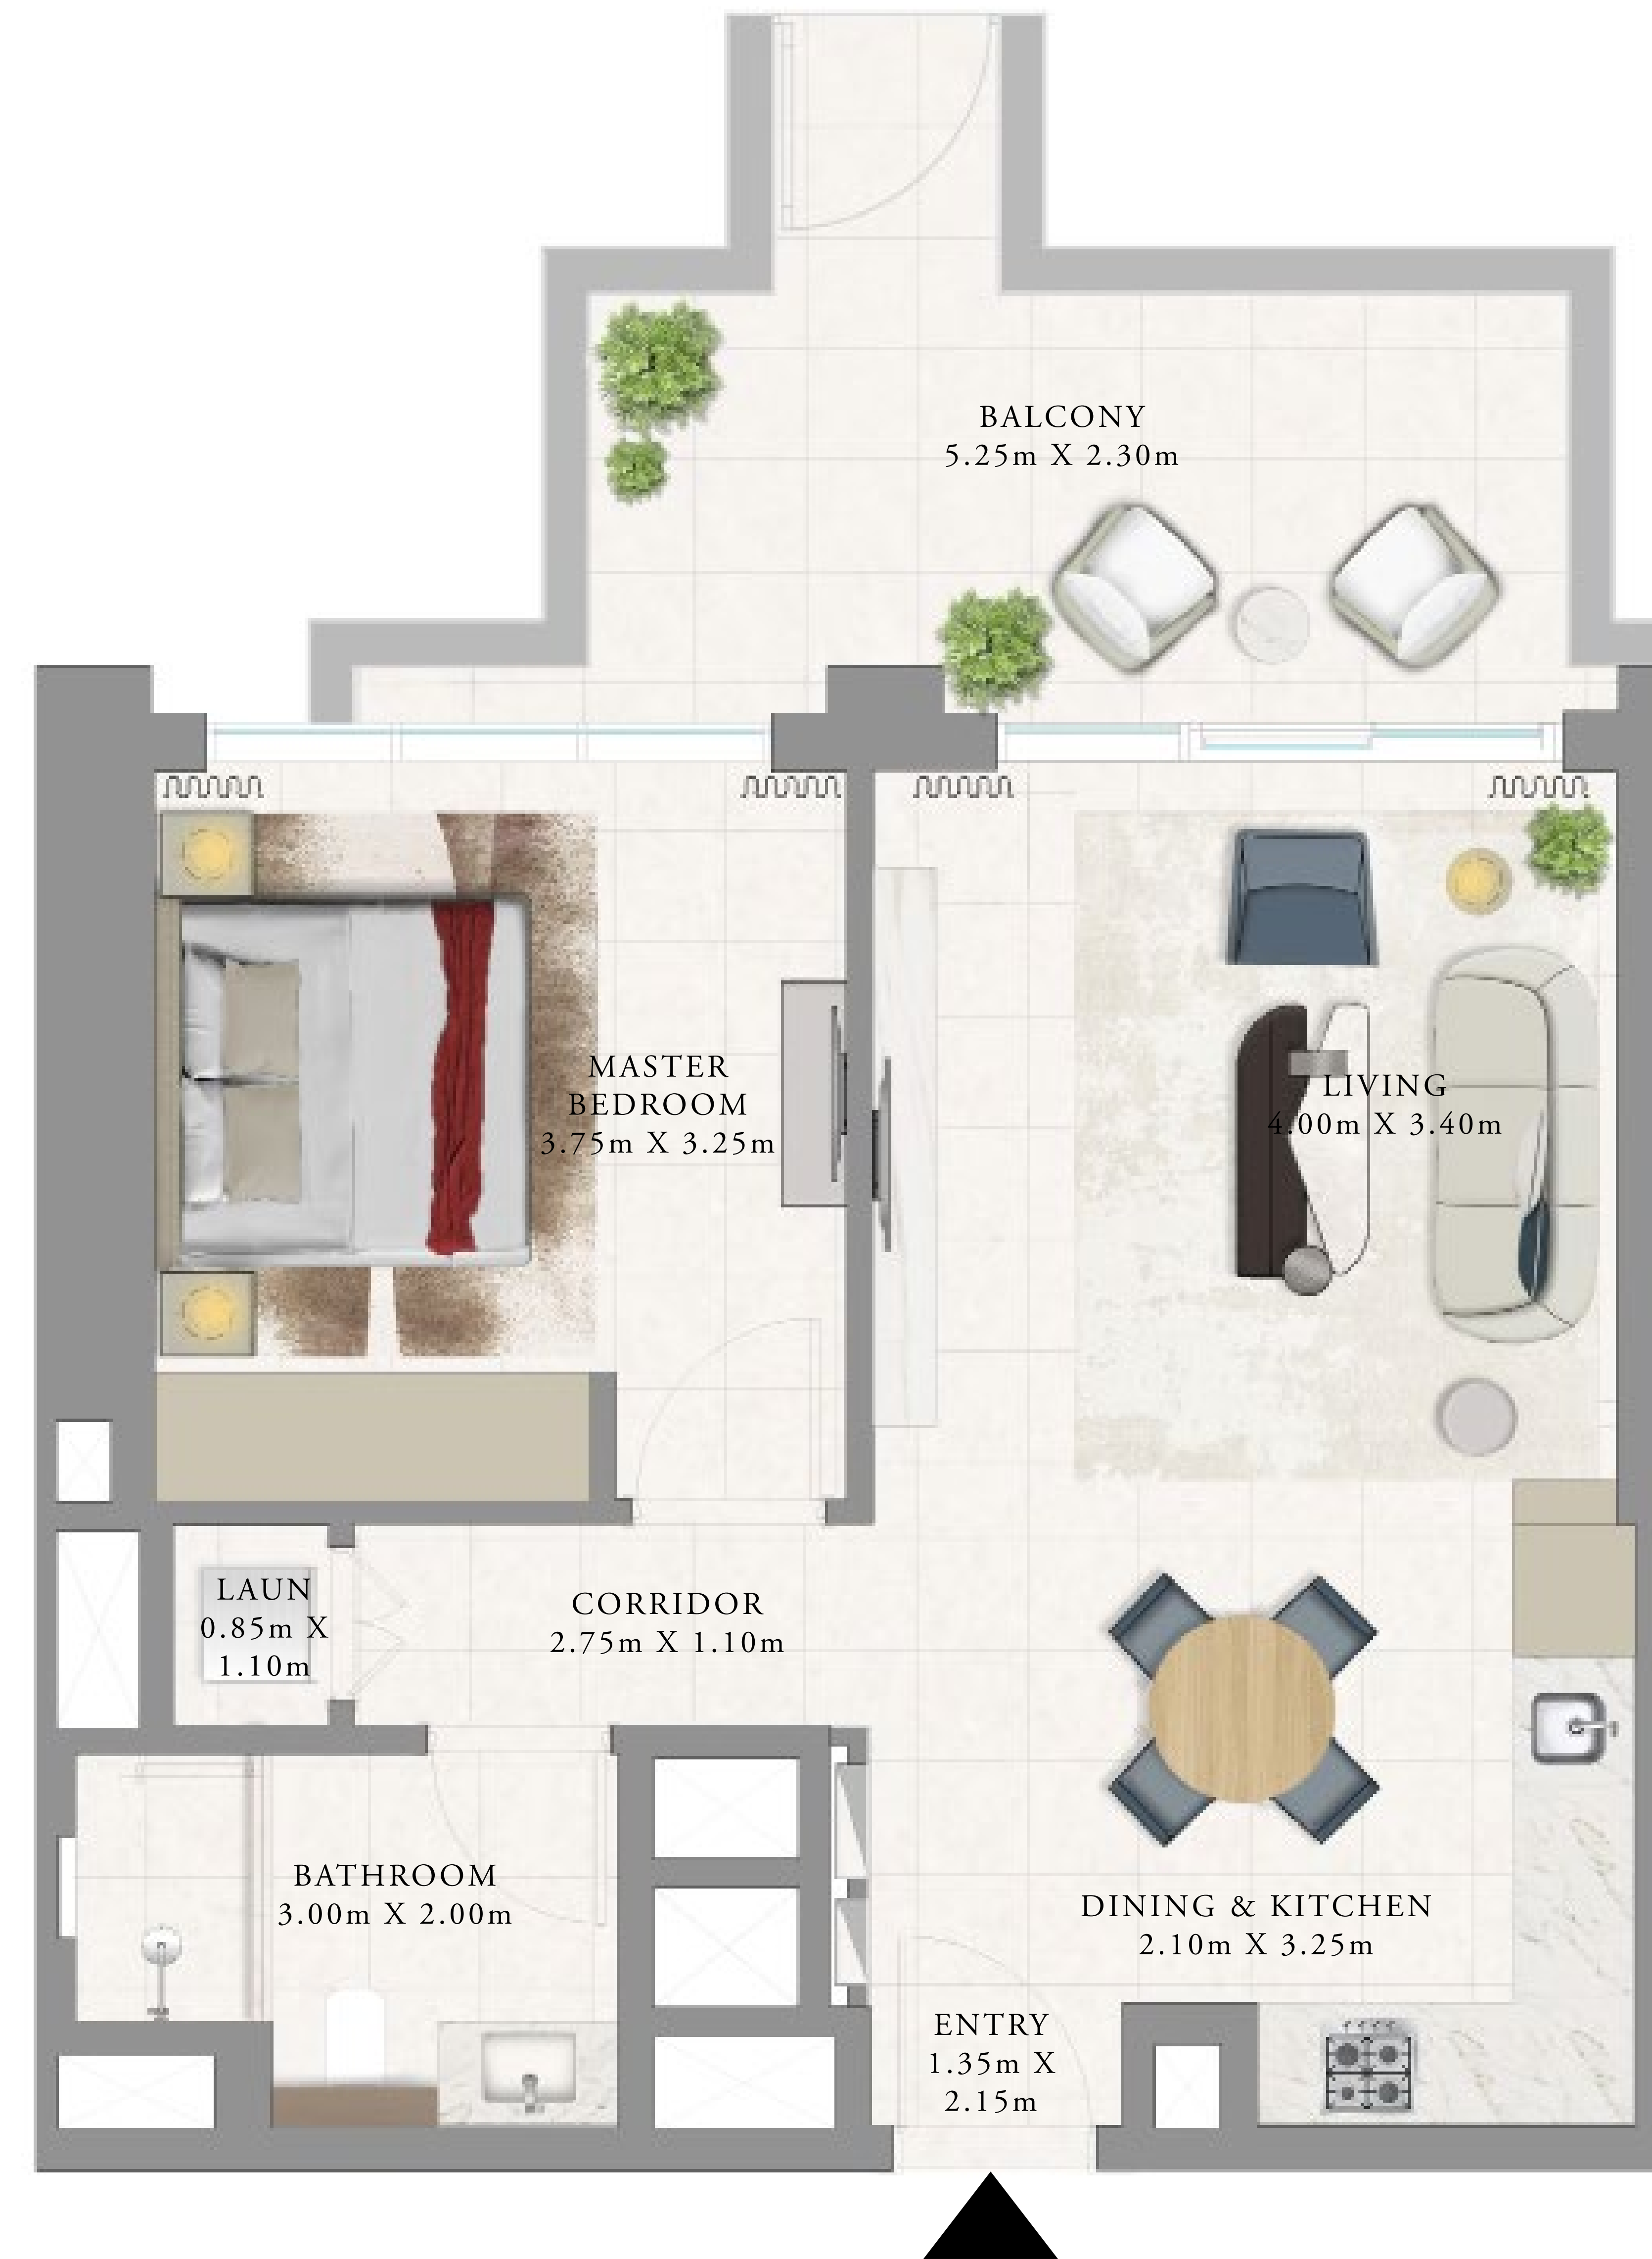 BALCONY
5.25m X 2.30m
MASTER
BEDROOM
3.75m X 3.25m
LIVING
4.00m X 3.40m
LAUN
0.85m X
1.10m
CORRIDOR
2.75m X 1.10m
BATHROOM
3.00m X 2.00m
DINING & KITCHEN
2.10m X 3.25m
ENTRY
1.35m X
2.15m